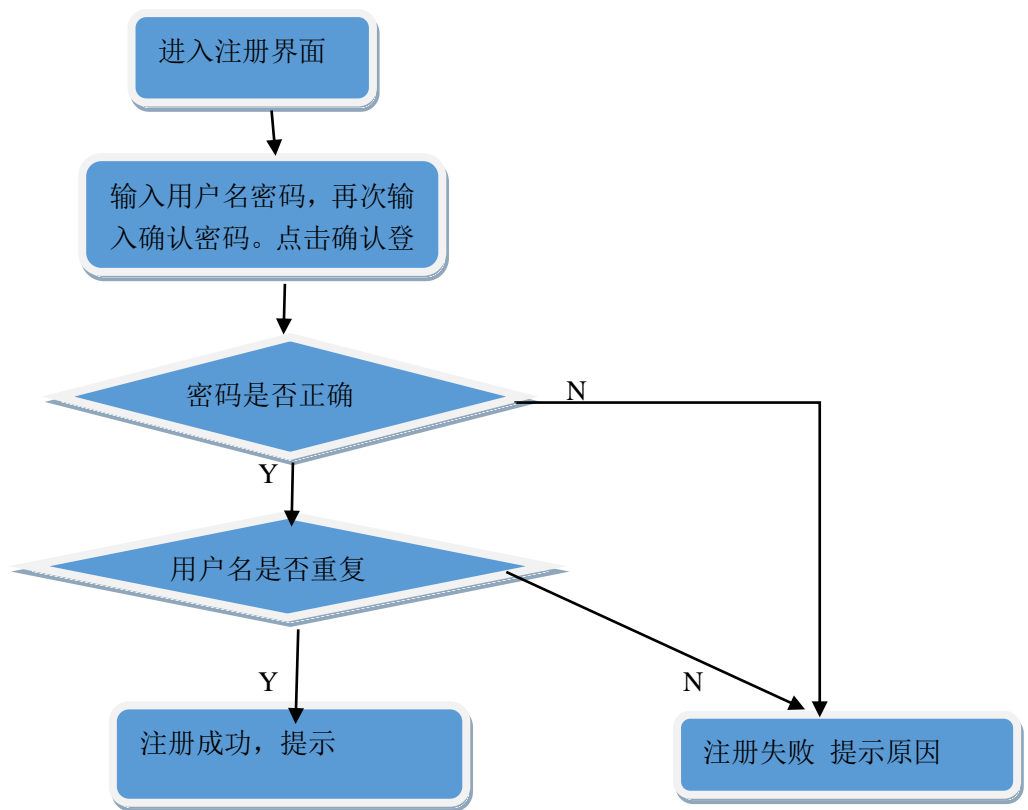 进入注册界面
输入用户名密码，再次输
入确认密码。点击确认登
密码是否正确
N
Y
用户名是否重复
Y
N
注册成功，提示
注册失败 提示原因